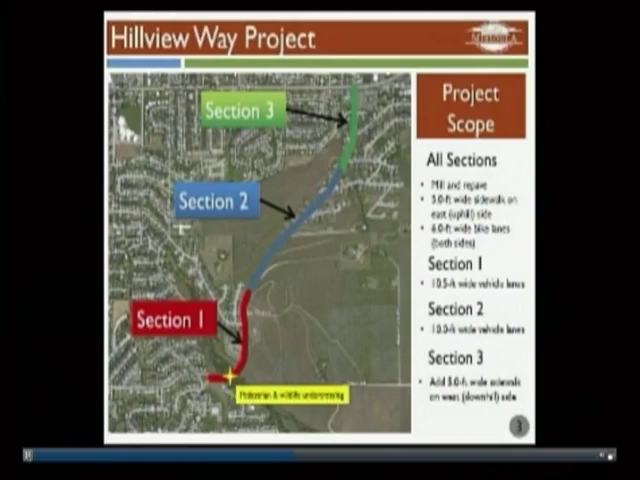 Hillview Way Project
MISSOULA
Section 3
Section 2
Section 1
Pedestrian & wildlife undercrossing
Project
Scope
All Sections
• Mill and repave
• 5.0-ft wide sidewalk on
east (uphill) side
• 6.0-ft wide bike lanes
(both sides)
Section 1
• 10.5-ft wide vehicle lanes
Section 2
• 10.0-ft wide vehicle lanes
Section 3
• Add 5.0-ft wide sidewalk
on west (downhill) side
3